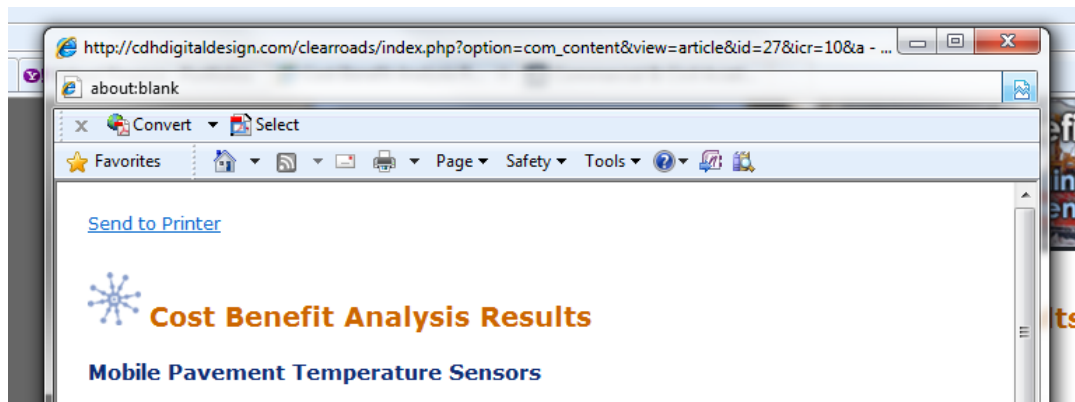 http://cdhdigitaldesign.com/clearroads/index.php?option=com_content&view=article&id=27&icr=10&a - ...
about:blank
x Convert Select
Favorites Page Safety Tools
Send to Printer
Cost Benefit Analysis Results
Mobile Pavement Temperature Sensors